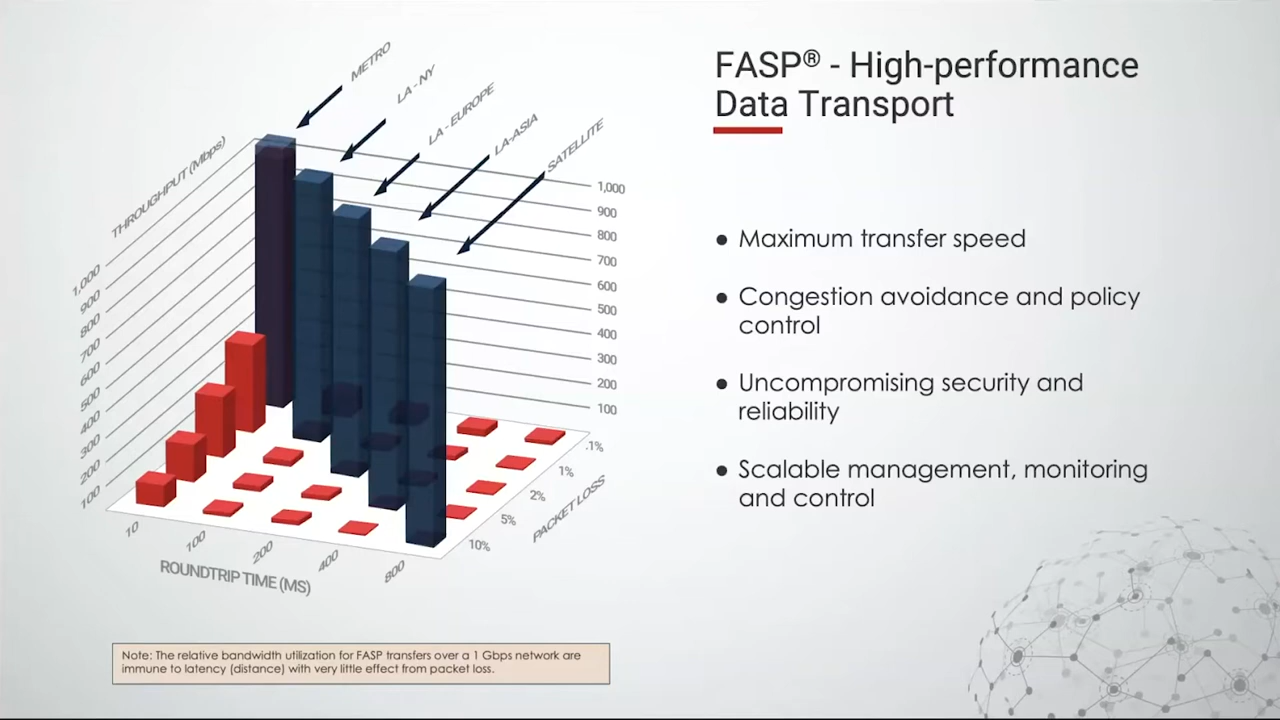 FASP® - High-performance
Data Transport
METRO
LA - NY
LA - EUROPE
LA-ASIA
SATELLITE
THROUGHPUT (Mbps)
1,000
900
800
700
600
500
400
300
200
100
1,000
900
800
700
600
500
400
300
200
100
.1%
1%
2%
5%
10%
PACKET LOSS
10
100
200
400
800
ROUNDTRIP TIME (MS)
● Maximum transfer speed
● Congestion avoidance and policy
control
● Uncompromising security and
reliability
● Scalable management, monitoring
and control
Note: The relative bandwidth utilization for FASP transfers over a 1 Gbps network are
immune to latency (distance) with very little effect from packet loss.